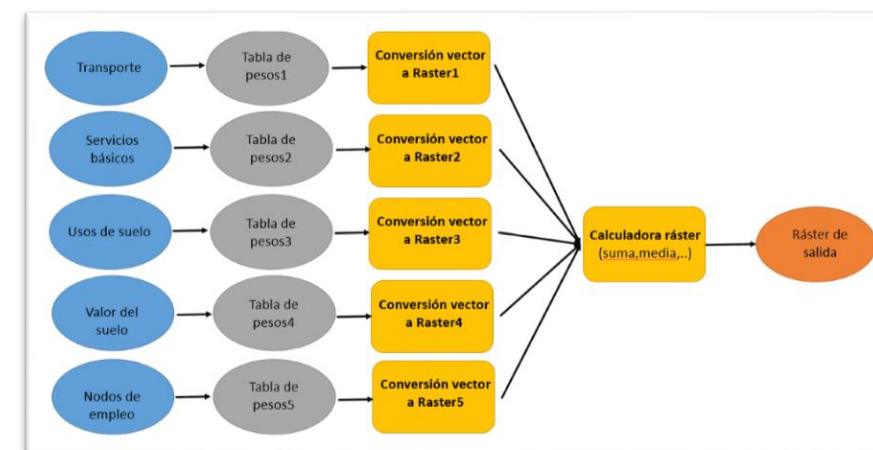 Transporte
Tabla de
pesos1
Conversión vector
a Raster1
Servicios
básicos
Tabla de
pesos2
Conversión vector
a Raster2
Usos de suelo
Tabla de
pesos3
Conversión vector
a Raster3
Valor del
suelo
Tabla de
pesos4
Conversión vector
a Raster4
Nodos de
empleo
Tabla de
pesos5
Conversión vector
a Raster5
Calculadora ráster
(suma,media,..)
Ráster de
salida